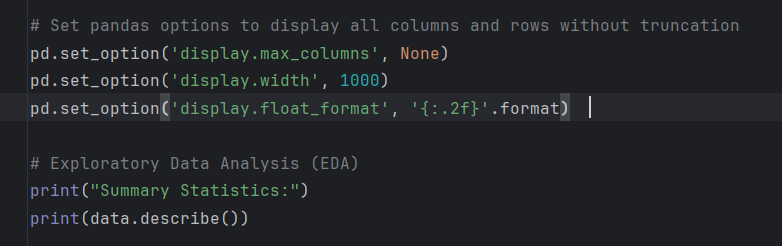 # Set pandas options to display all columns and rows without truncation
pd.set_option('display.max_columns', None)
pd.set_option('display.width', 1000)
pd.set_option('display.float_format', '{:.2f}'.format)
# Exploratory Data Analysis (EDA)
print("Summary Statistics:")
print(data.describe())